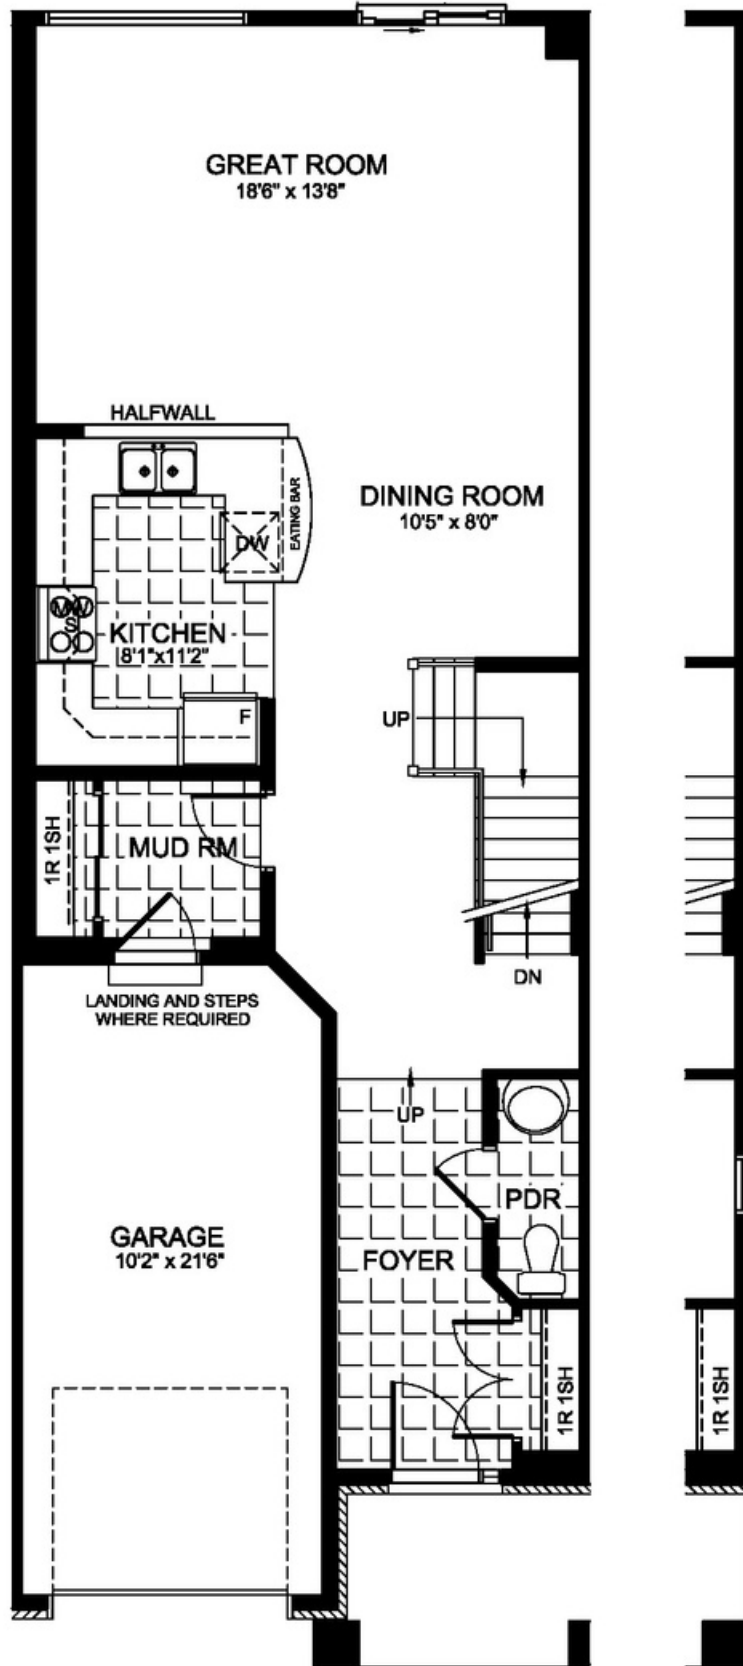 GREAT ROOM
18'6" x 13'8"
HALFWALL
EATING BAR
DINING ROOM
10'5" x 8'0"
DW
MW
S
KITCHEN
8'1"x11'2"
F
UP
1R 1SH
MUD RM
DN
LANDING AND STEPS
WHERE REQUIRED
UP
PDR
GARAGE
10'2" x 21'6"
FOYER
1R 1SH
1R 1SH